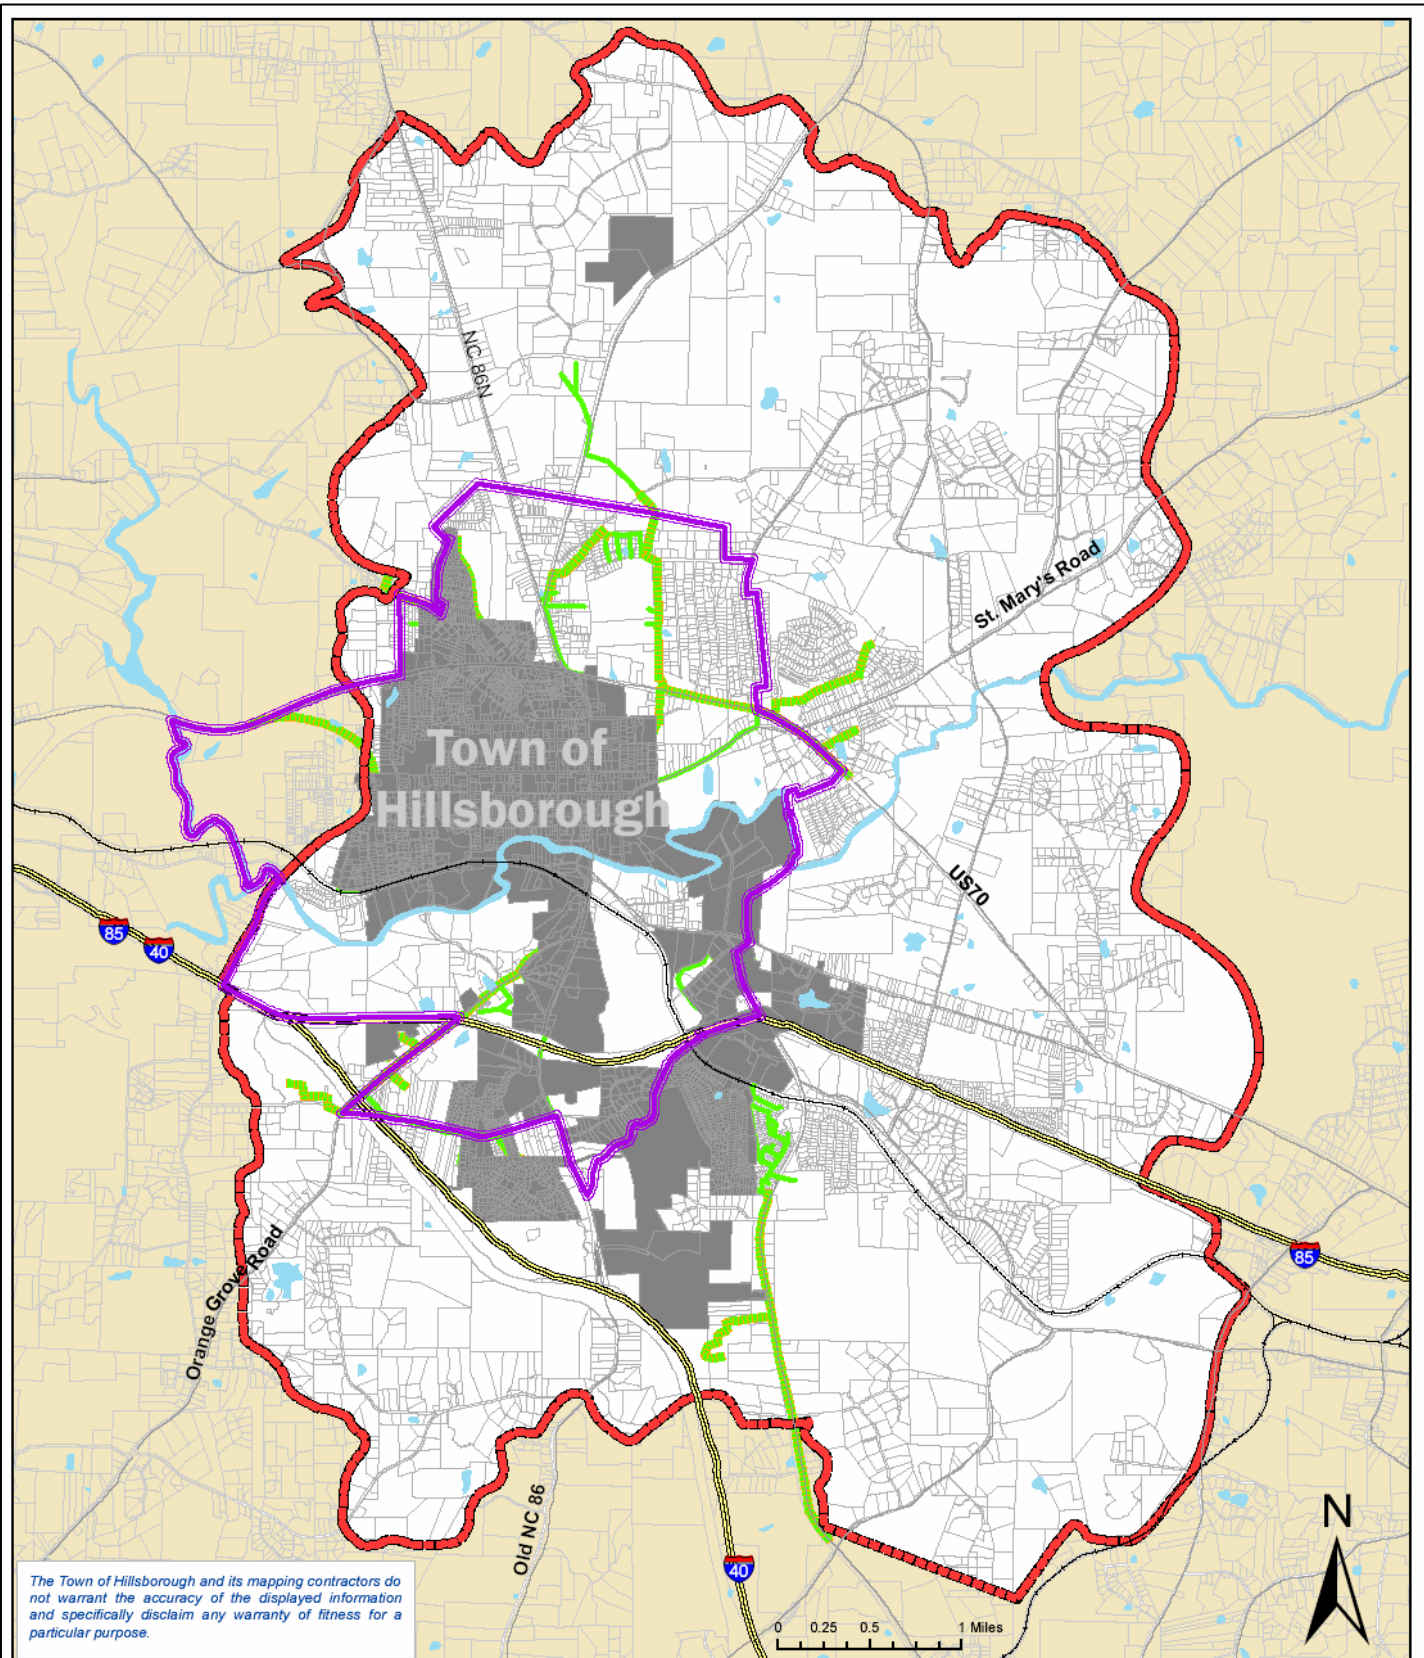 NC 86N
St. Mary's Road
Town of
Hillsborough
US70
85
40
85
Orange Grove Road
Old NC 86
40
N
0 0.25 0.5 1 Miles
The Town of Hillsborough and its mapping contractors do
not warrant the accuracy of the displayed information
and specifically disclaim any warranty of fitness for a
particular purpose.